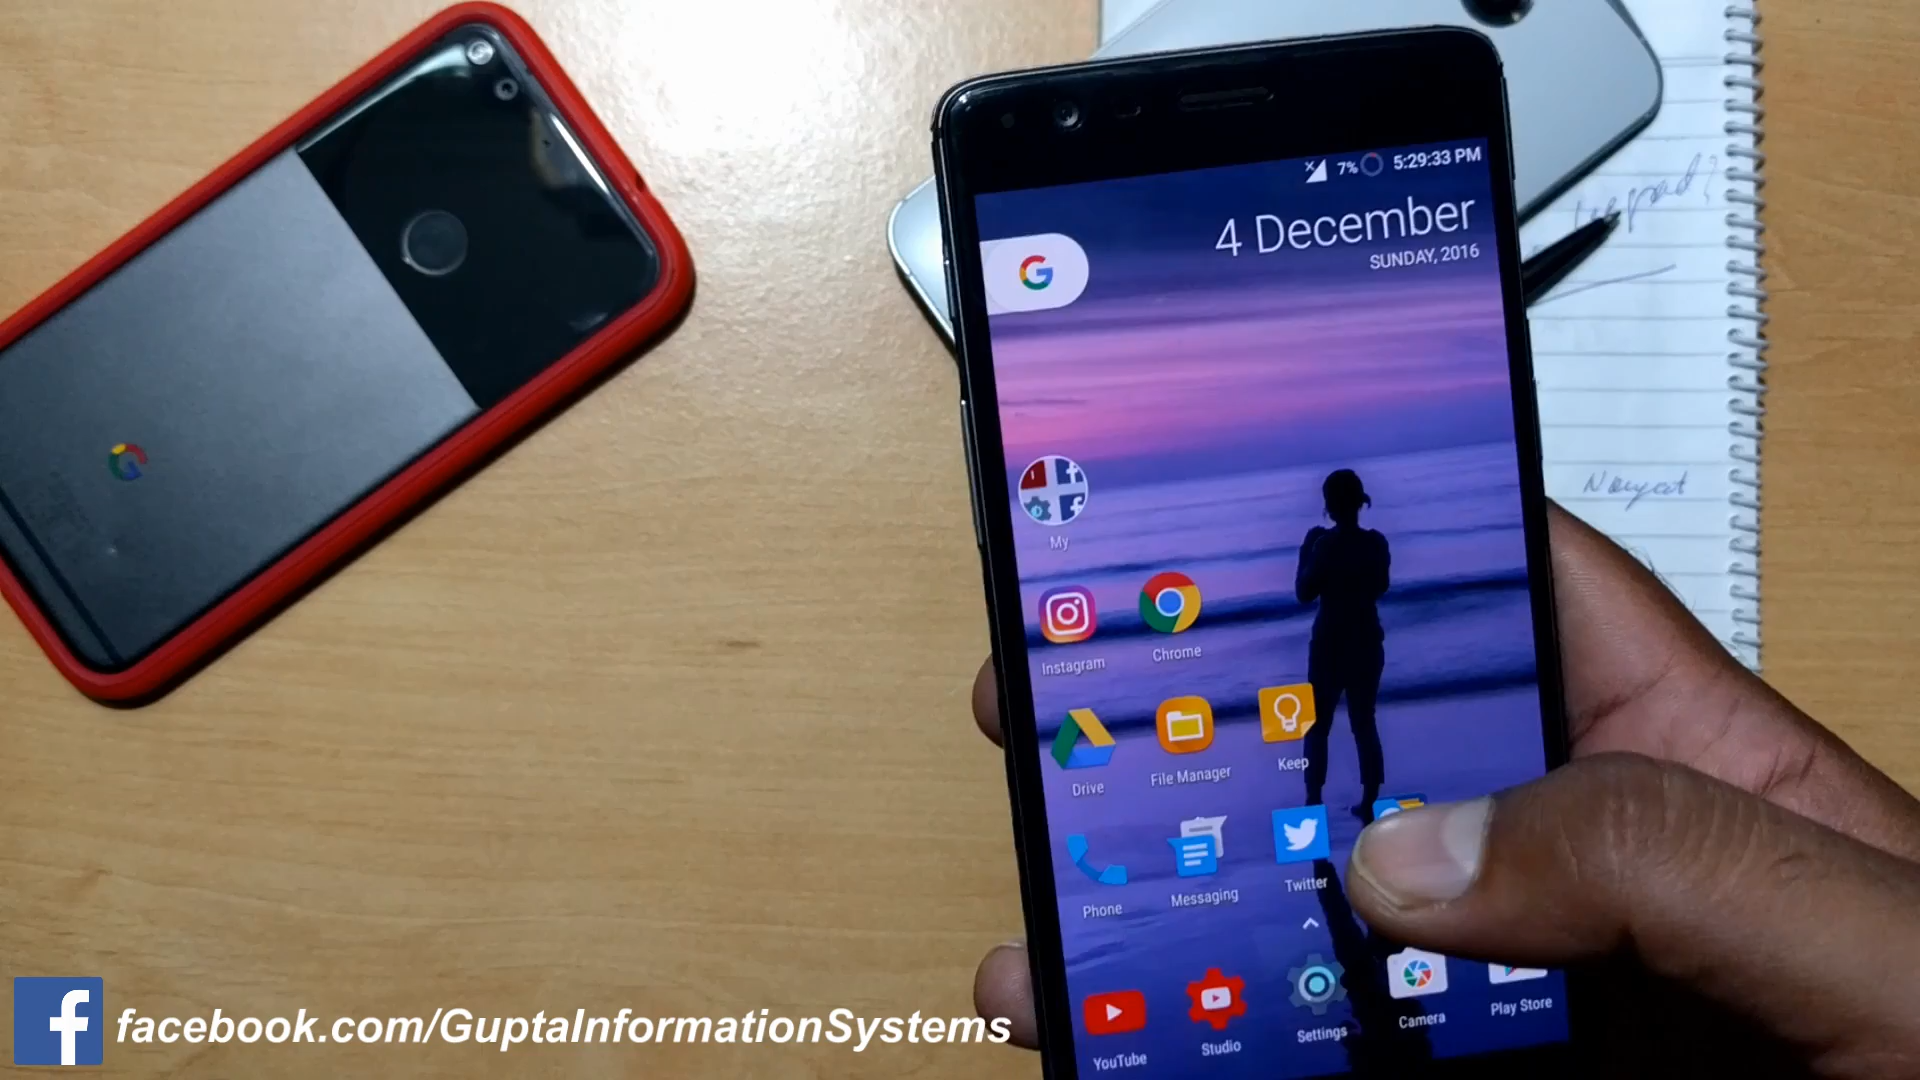 7% 5:29:33 PM
4 December
SUNDAY, 2016
G
My
Instagram
Chrome
Drive
File Manager
Keep
Phone
Messaging
Twitter
YouTube
Studio
Settings
Camera
Play Store
G
f facebook.com/GuptaInformationSystems